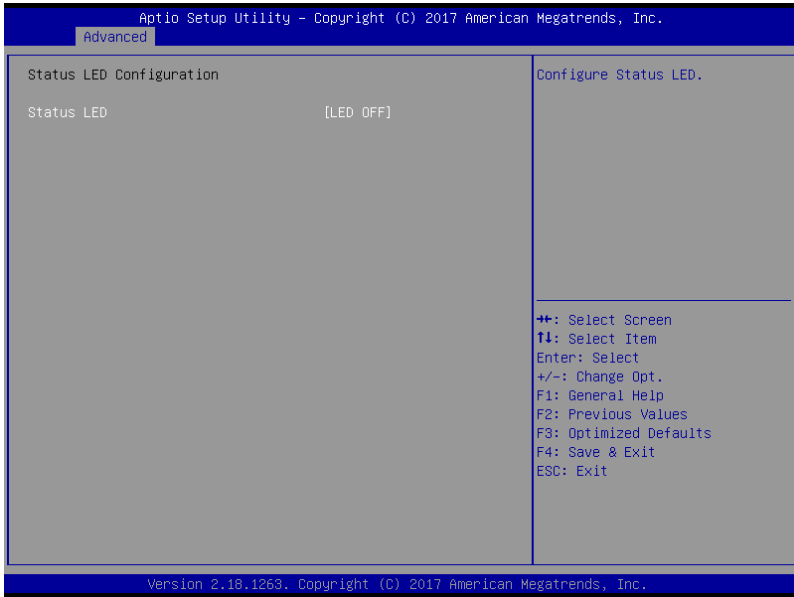 Aptio Setup Utility – Copyright (C) 2017 American Megatrends, Inc.
Advanced
Status LED Configuration
Status LED [LED OFF]
Configure Status LED.
→←: Select Screen
↑↓: Select Item
Enter: Select
+/-: Change Opt.
F1: General Help
F2: Previous Values
F3: Optimized Defaults
F4: Save & Exit
ESC: Exit
Version 2.18.1263. Copyright (C) 2017 American Megatrends, Inc.